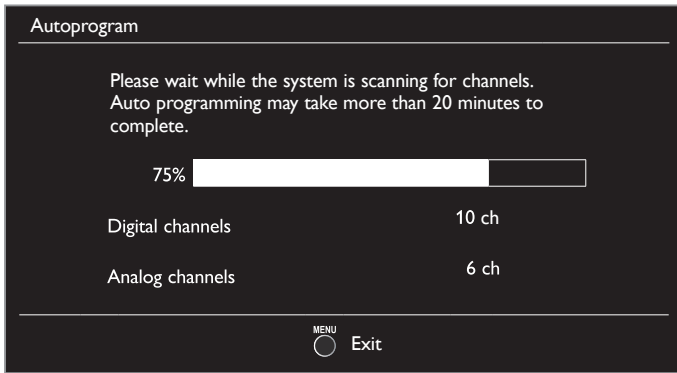 Autoprogram
Please wait while the system is scanning for channels.
Auto programming may take more than 20 minutes to
complete.
75%
Digital channels 10 ch
Analog channels 6 ch
MENU Exit